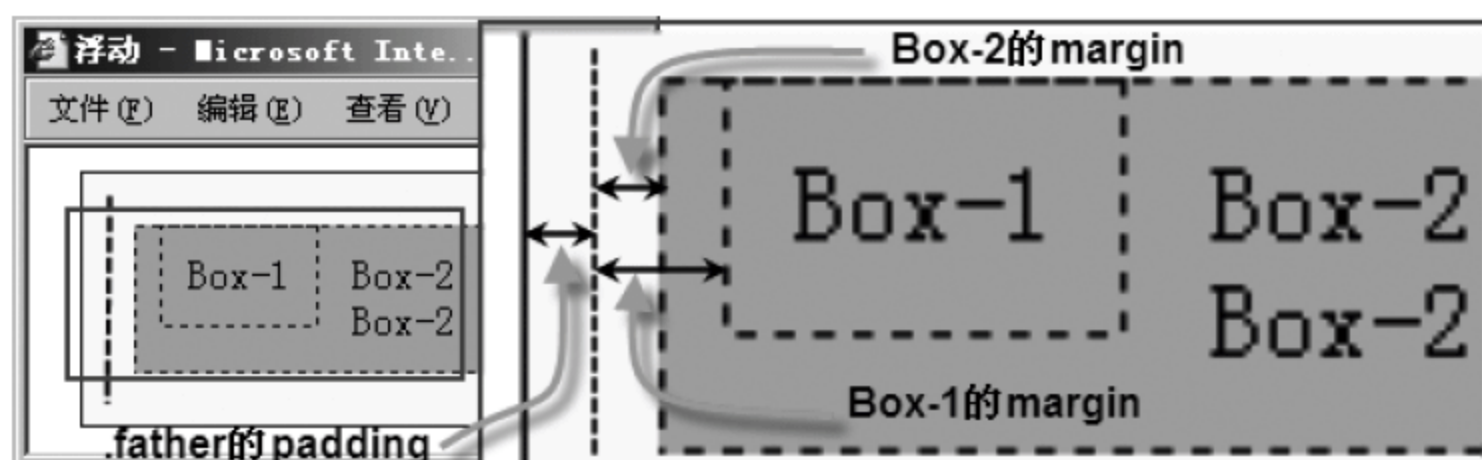 浮动 - Microsoft Inte...
文件(F) 编辑(E) 查看(V)
Box-1 Box-2
Box-2
.father的padding
Box-2的margin
Box-1 Box-2
Box-2
Box-1的margin